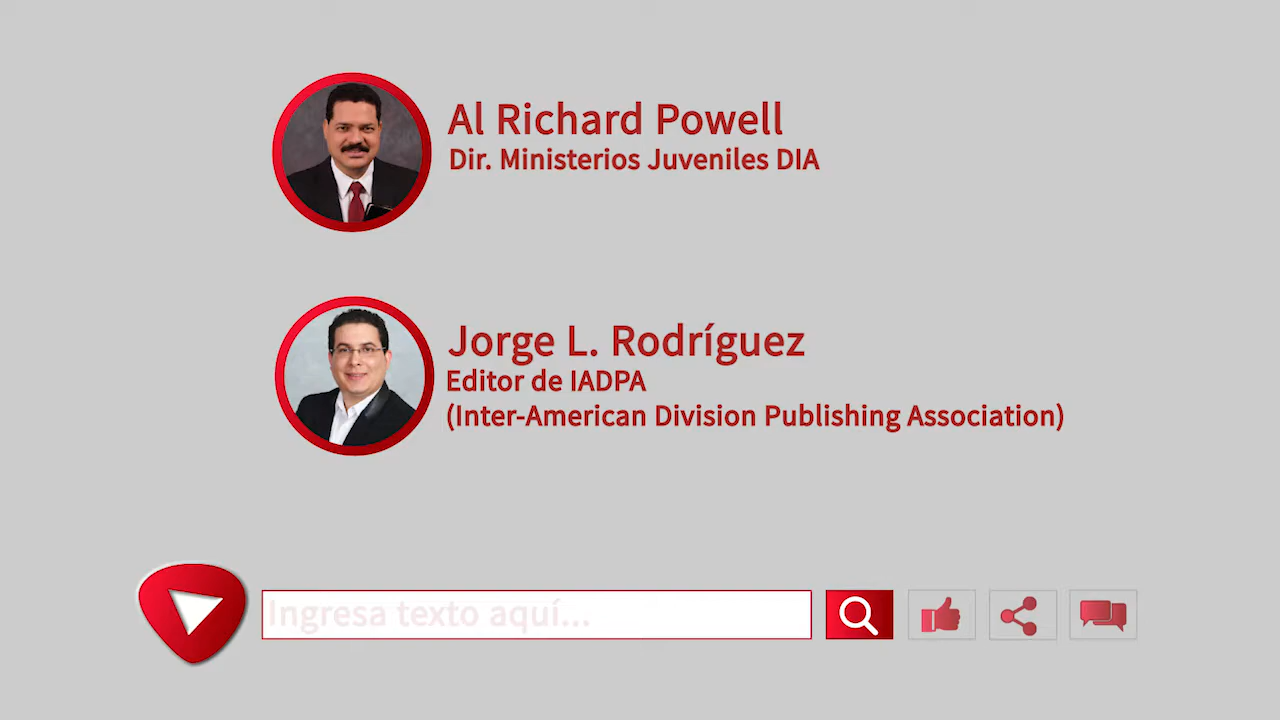 Al Richard Powell
Dir. Ministerios Juveniles DIA
Jorge L. Rodríguez
Editor de IADPA
(Inter-American Division Publishing Association)
Ingresa texto aquí...